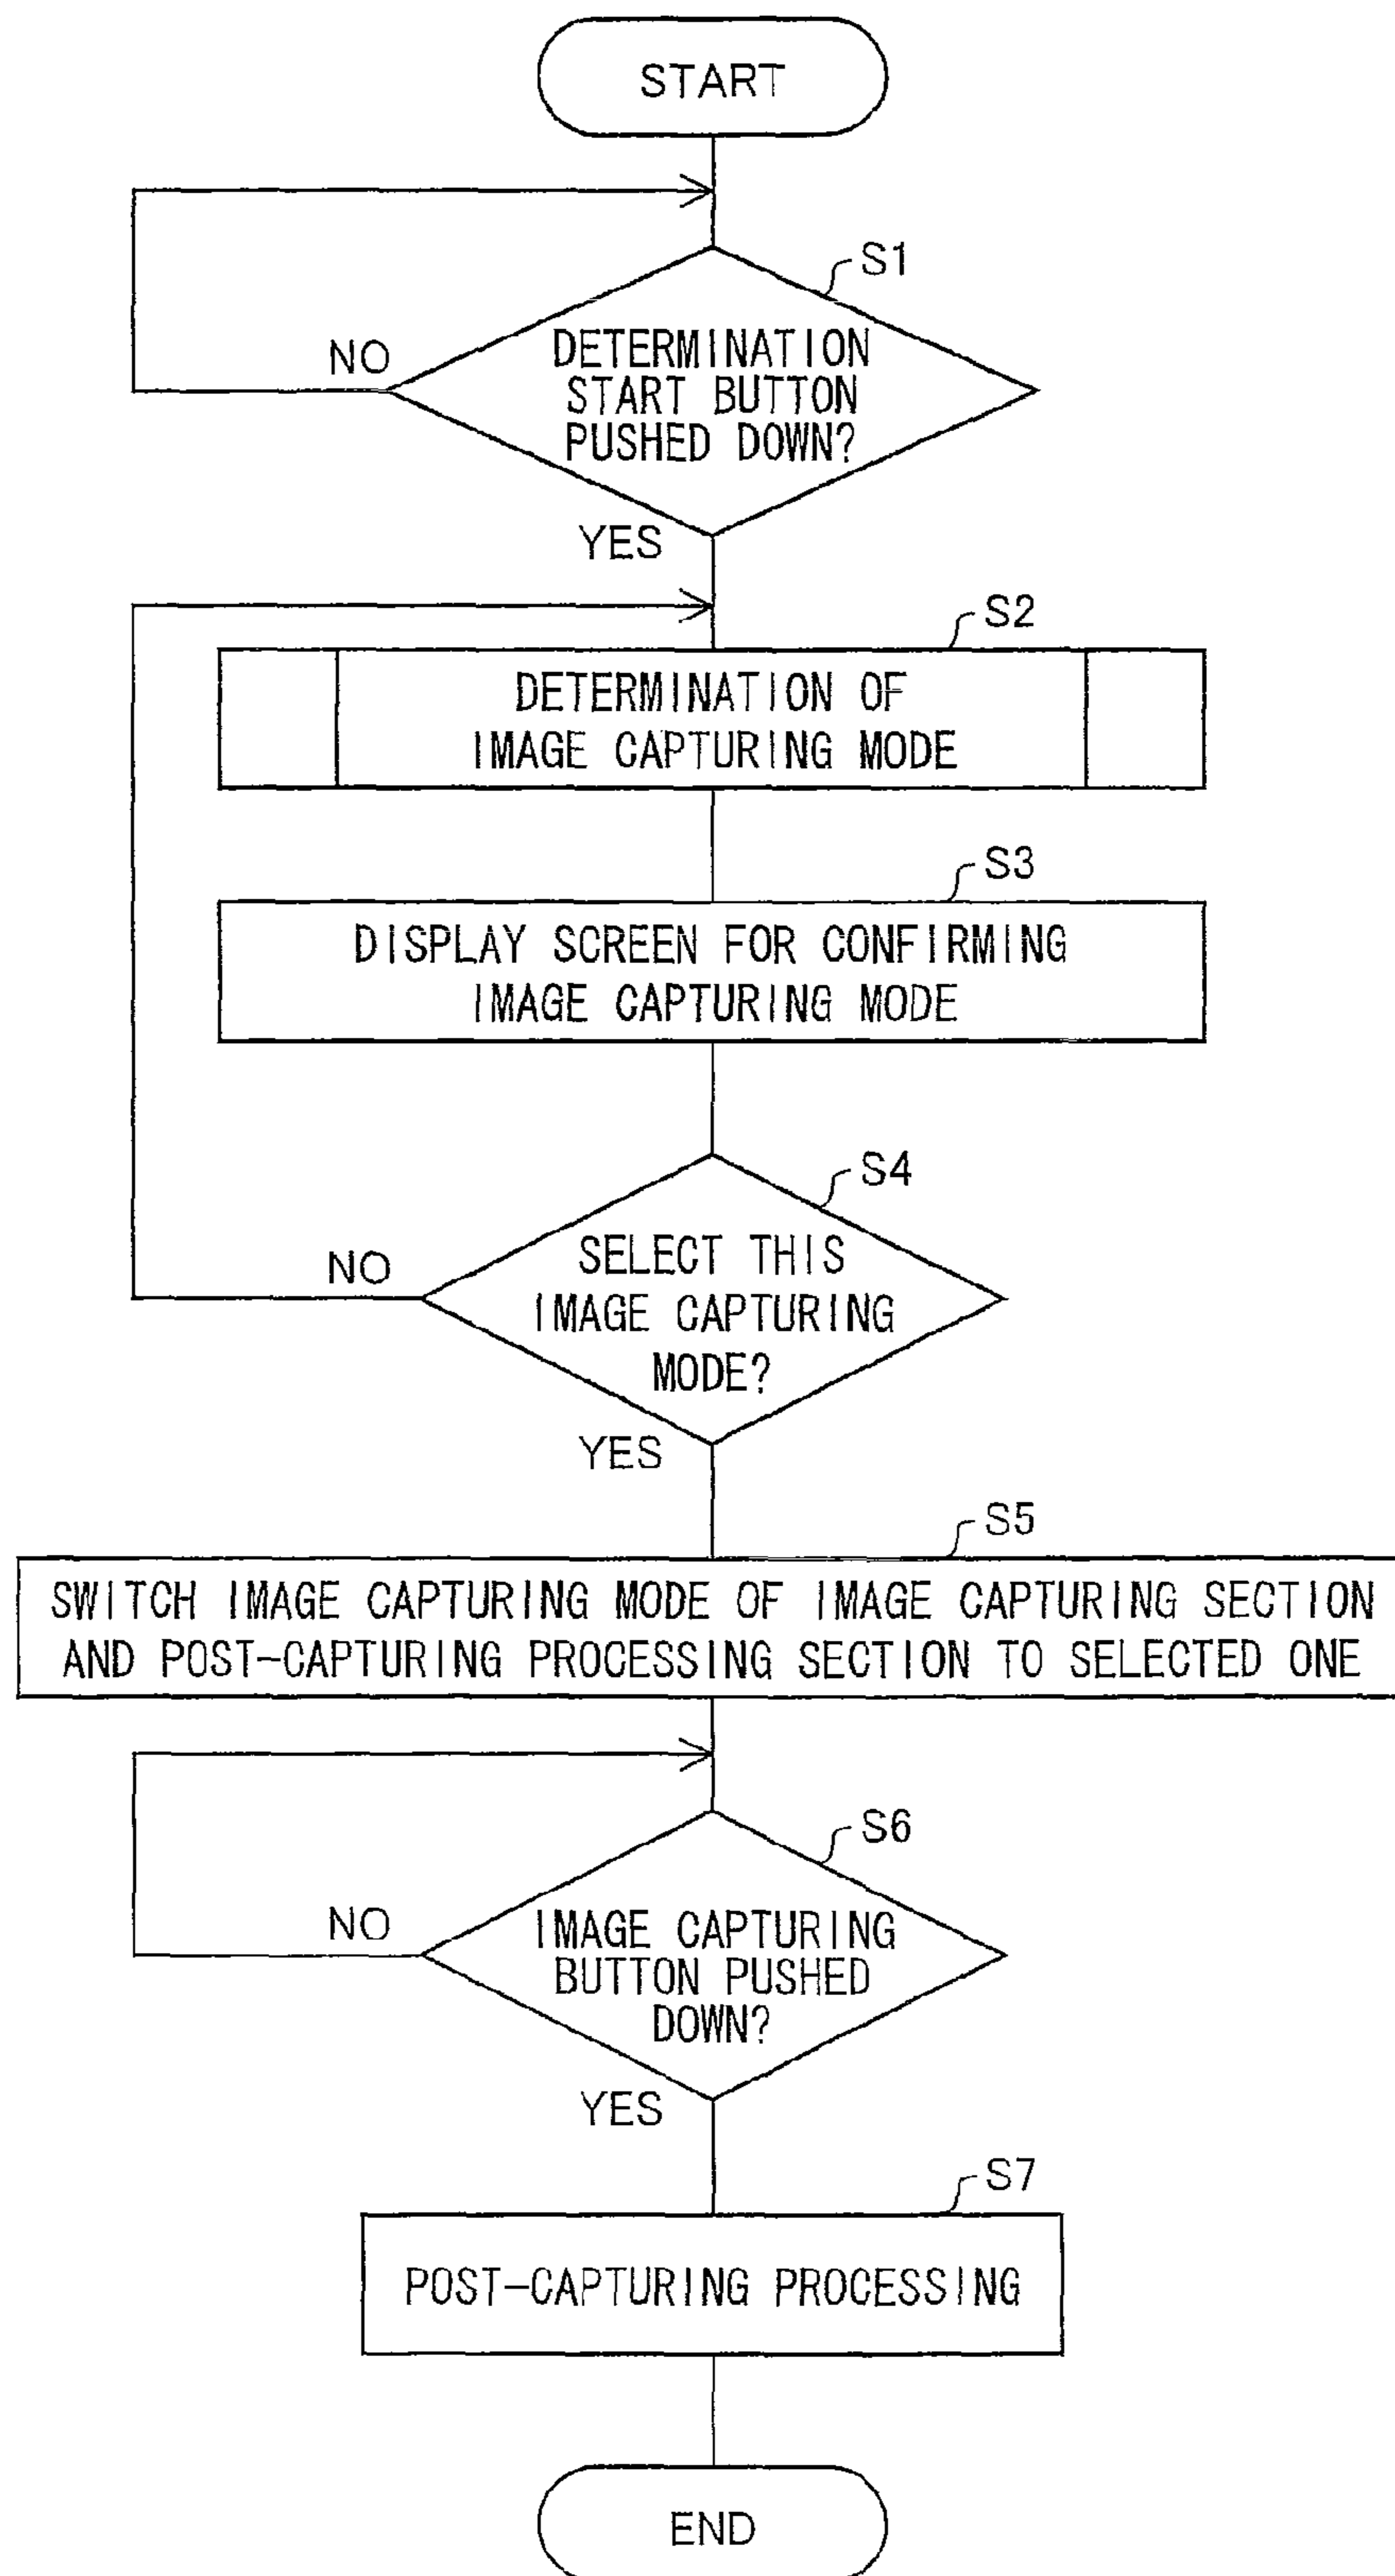 START
S1
DETERMINATION
START BUTTON
PUSHED DOWN?
NO
YES
S2
DETERMINATION OF
IMAGE CAPTURING MODE
S3
DISPLAY SCREEN FOR CONFIRMING
IMAGE CAPTURING MODE
S4
SELECT THIS
IMAGE CAPTURING
MODE?
NO
YES
S5
SWITCH IMAGE CAPTURING MODE OF IMAGE CAPTURING SECTION
AND POST-CAPTURING PROCESSING SECTION TO SELECTED ONE
S6
IMAGE CAPTURING
BUTTON PUSHED
DOWN?
NO
YES
S7
POST-CAPTURING PROCESSING
END